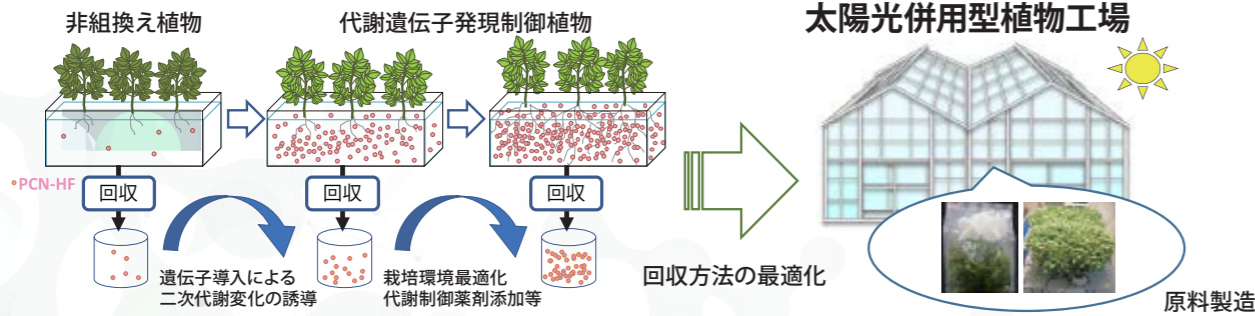 非組換え植物
代謝遺伝子発現制御植物
太陽光併用型植物工場
PCN-HF
回収
回収
回収
遺伝子導入による
二次代謝変化の誘導
栽培環境最適化
代謝制御薬剤添加等
回収方法の最適化
原料製造